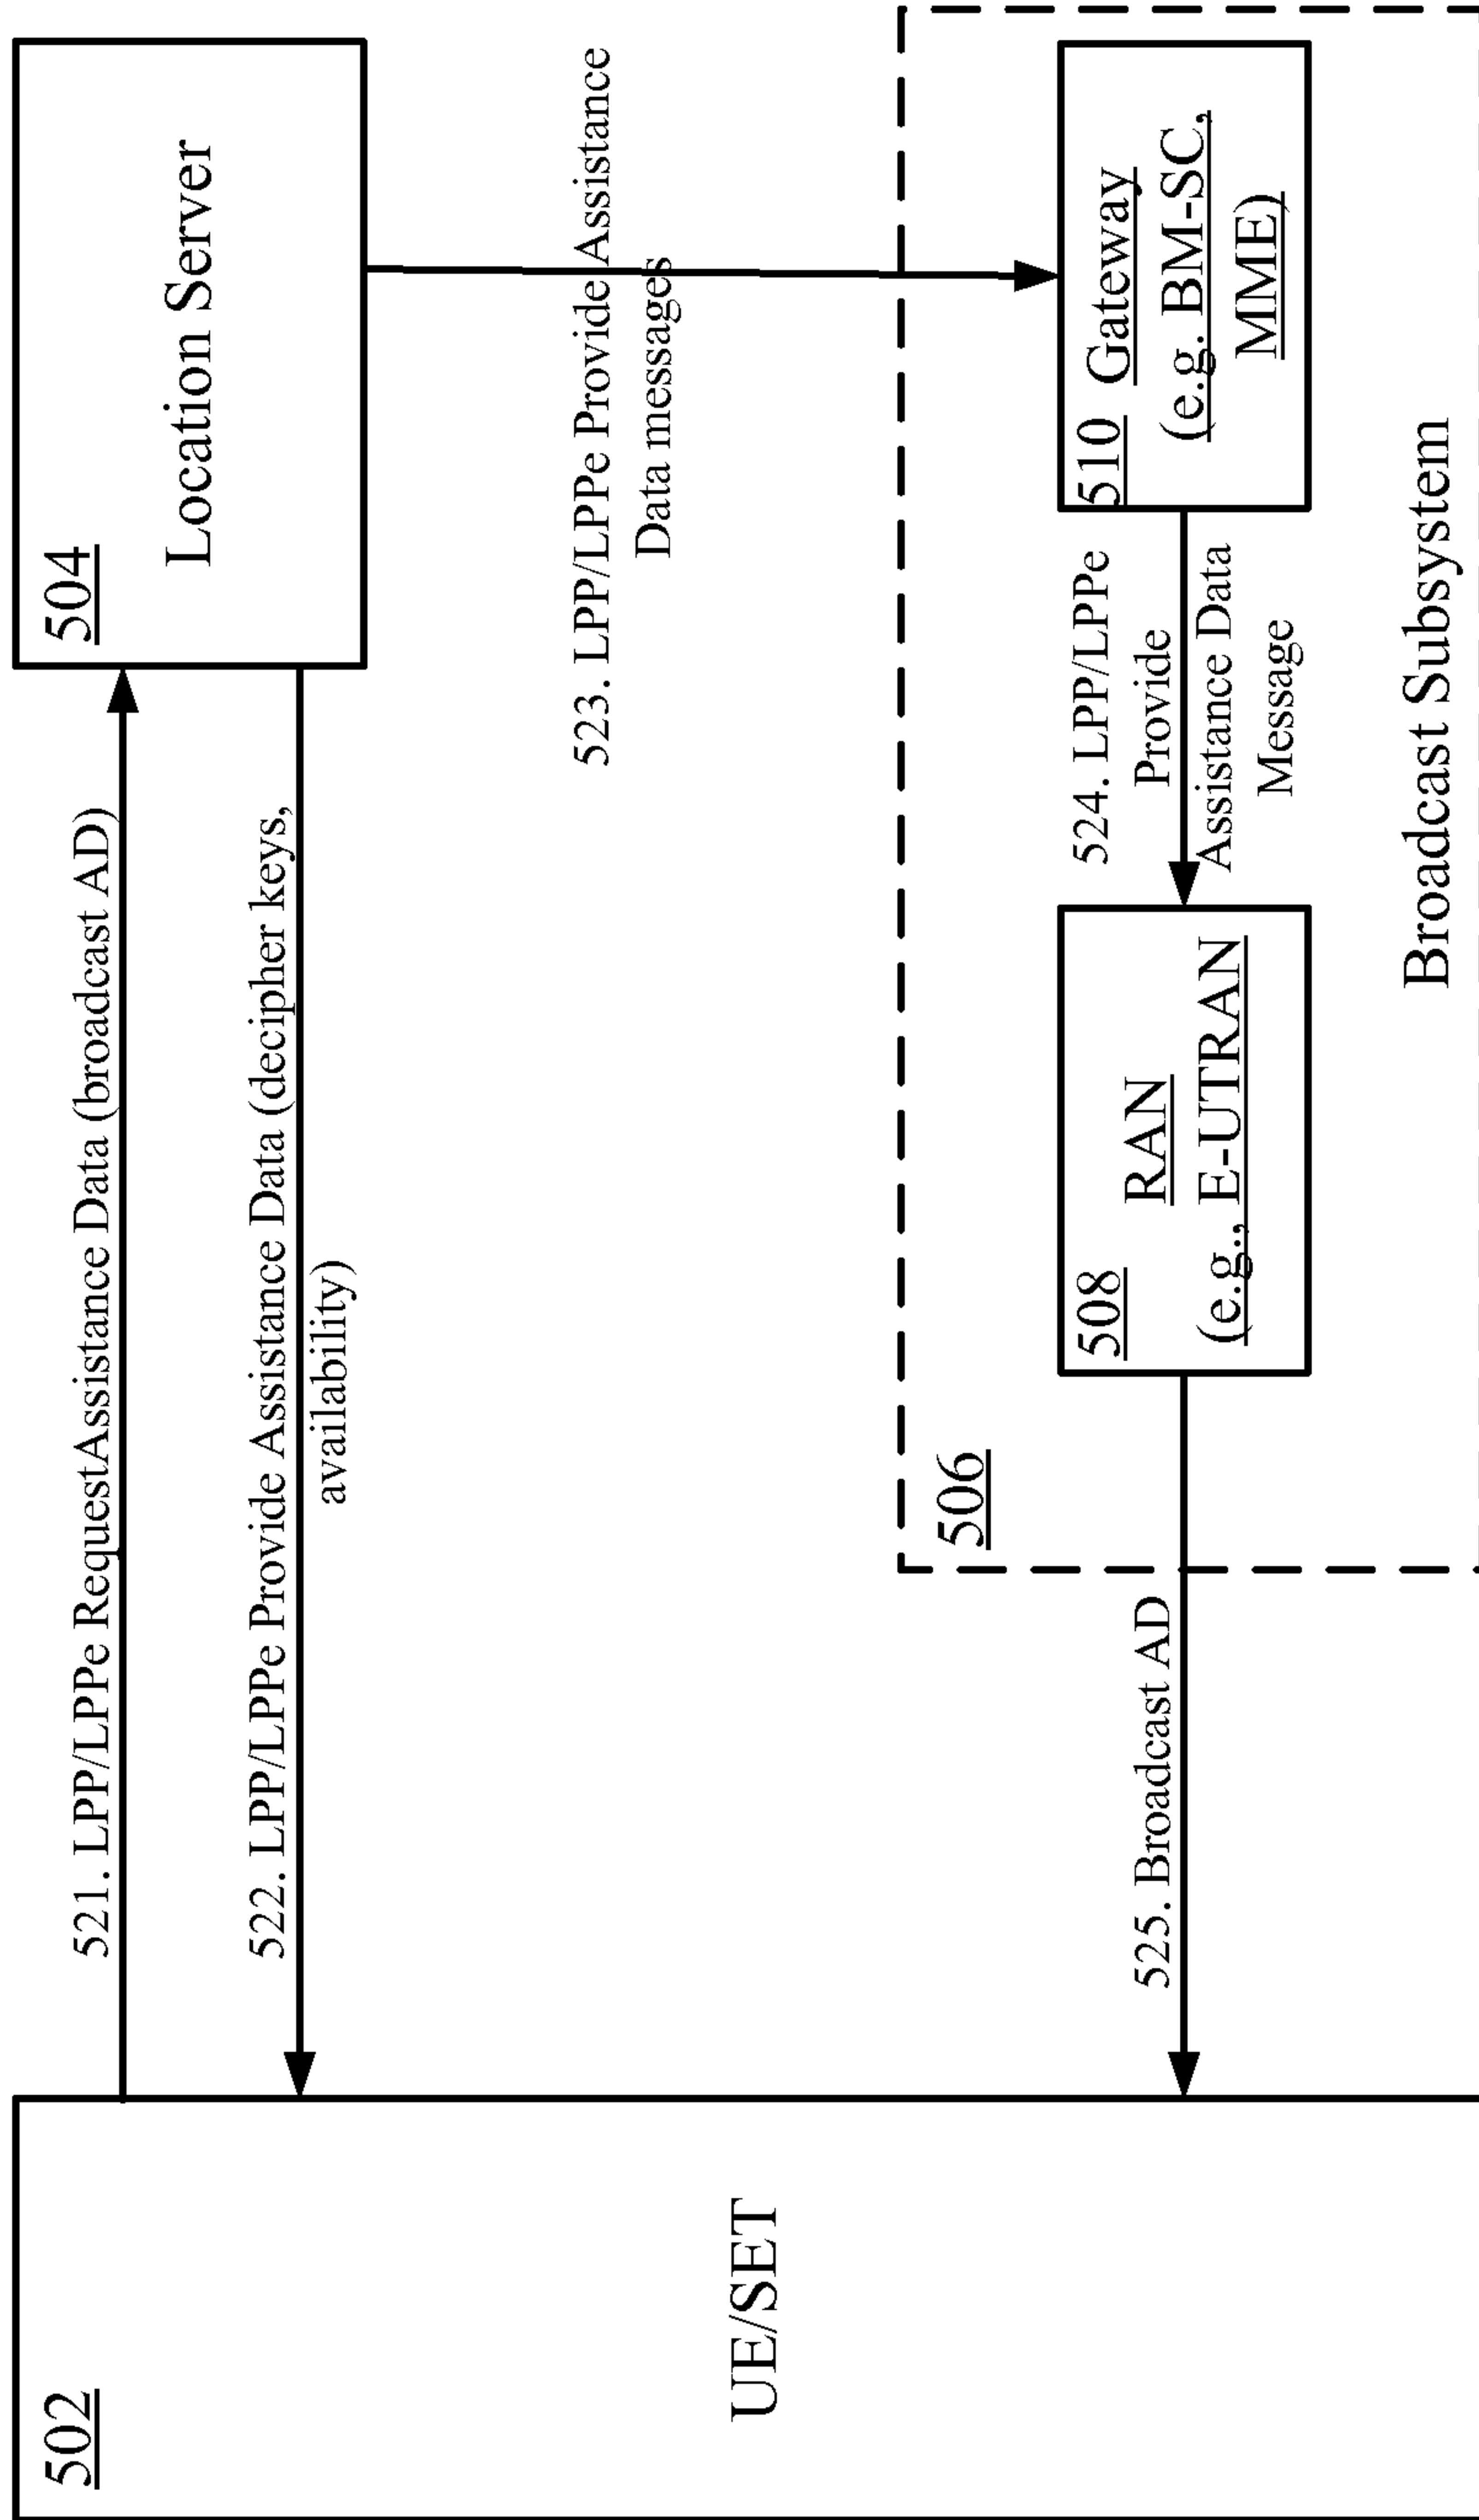 502
UE/SET
521. LPP/LPPe RequestAssistance Data (broadcast AD)
522. LPP/LPPe Provide Assistance Data (decipher keys,
availability)
504
Location Server
523. LPP/LPPe Provide Assistance
Data messages
506
525. Broadcast AD
508
RAN
(e.g., E-UTRAN
524. LPP/LPPe
Provide
Assistance Data
Message
510 Gateway
(e.g. BM-SC,
MME)
Broadcast Subsystem